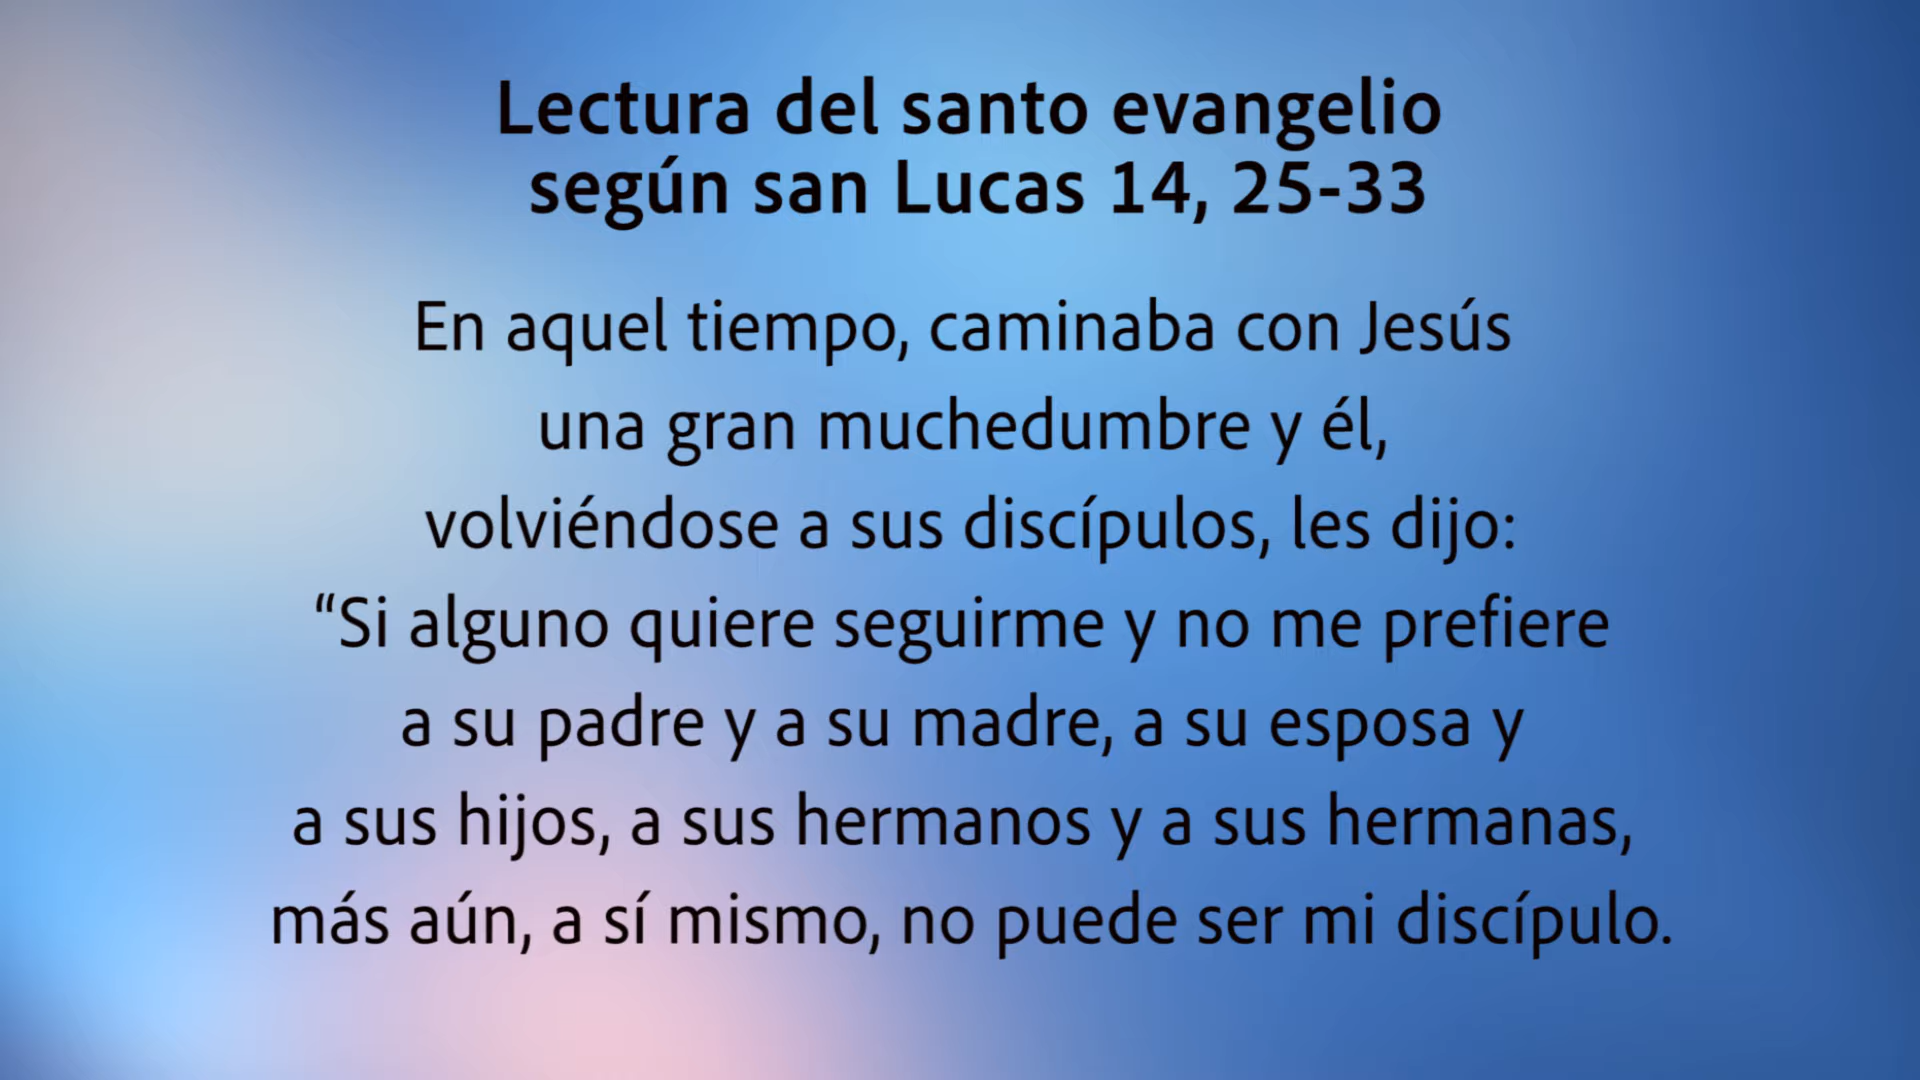 Lectura del santo evangelio
según san Lucas 14, 25-33
En aquel tiempo, caminaba con Jesús
una gran muchedumbre y él,
volviéndose a sus discípulos, les dijo:
“Si alguno quiere seguirme y no me prefiere
a su padre y a su madre, a su esposa y
a sus hijos, a sus hermanos y a sus hermanas,
más aún, a sí mismo, no puede ser mi discípulo.